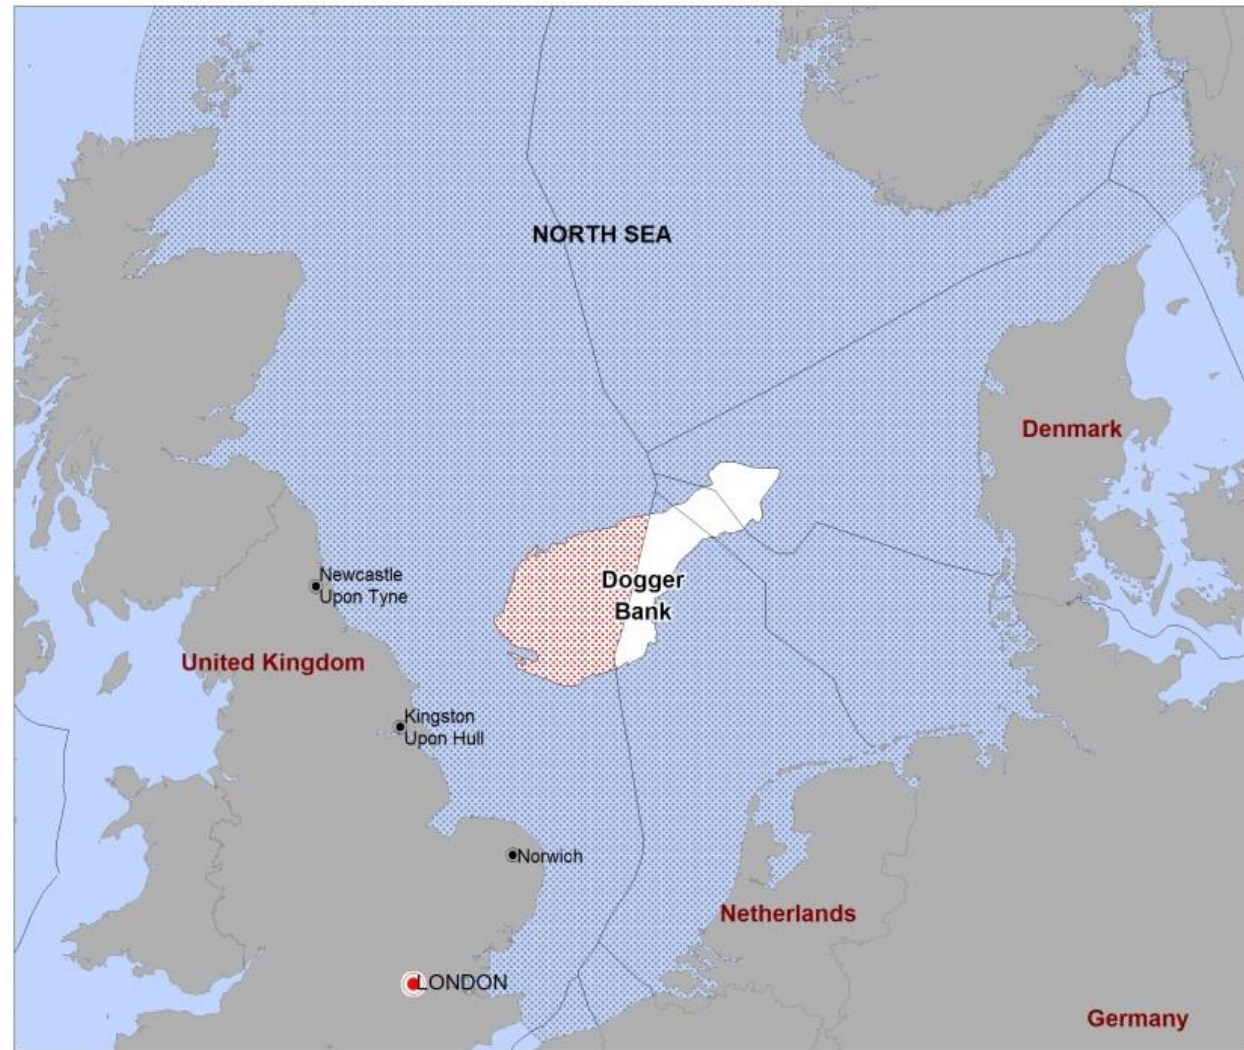 NORTH SEA
Denmark
Dogger
Bank
Newcastle
Upon Tyne
United Kingdom
Kingston
Upon Hull
Norwich
Netherlands
LONDON
Germany